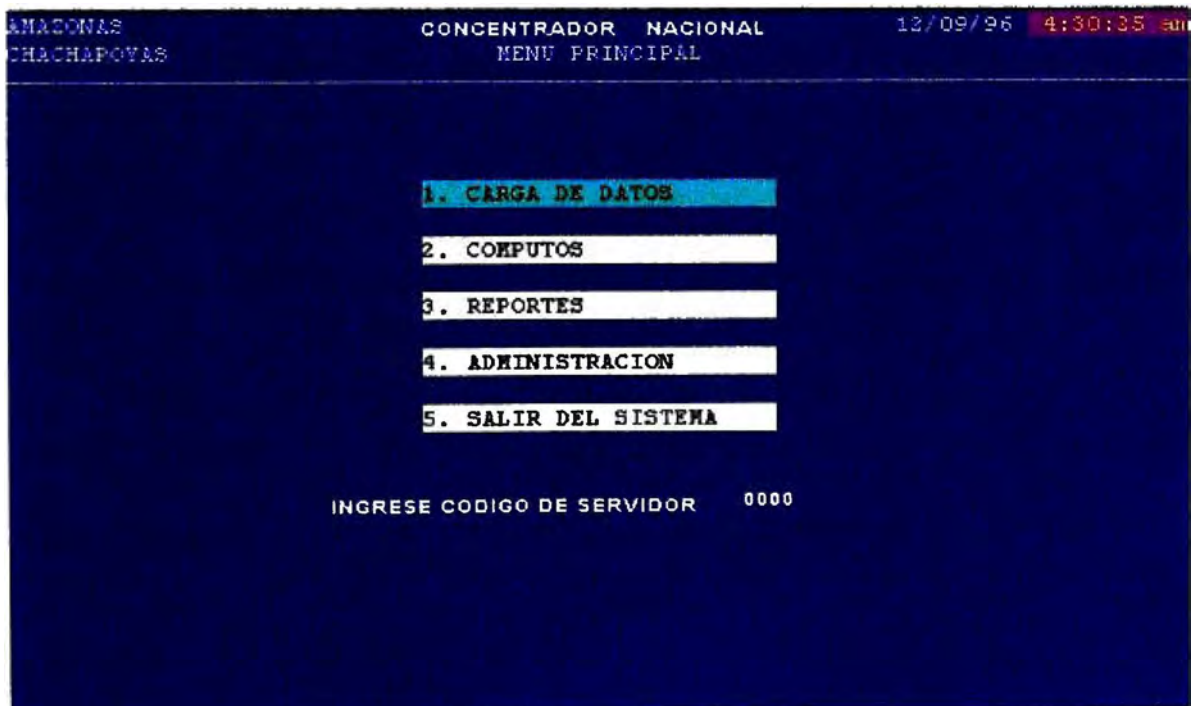 AMAZONAS CONCENTRADOR NACIONAL 12/09/96 4:30:25 am
CHACHAPOYAS MENU PRINCIPAL
1. CARGA DE DATOS
2. COMPUTOS
3. REPORTES
4. ADMINISTRACION
5. SALIR DEL SISTEMA
INGRESE CODIGO DE SERVIDOR 0000